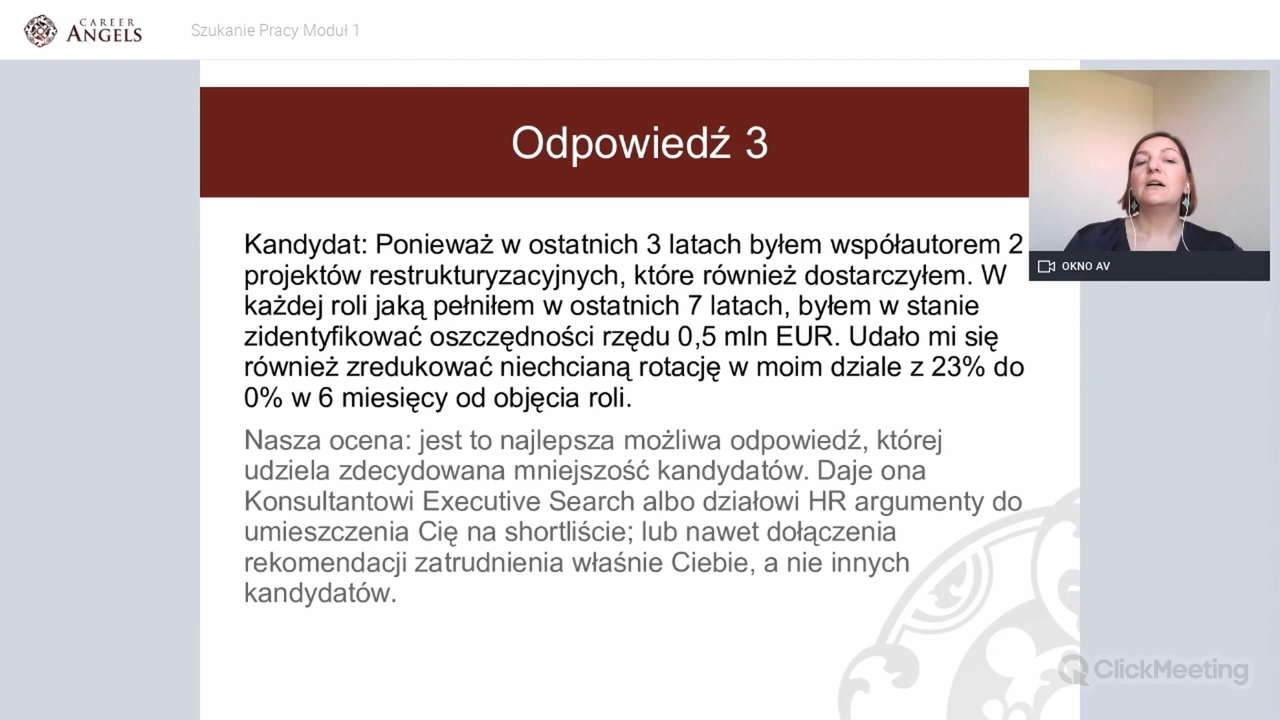 CAREER
ANGELS
Szukanie Pracy Moduł 1
Odpowiedź 3
OKNO AV
Kandydat: Ponieważ w ostatnich 3 latach byłem współautorem 2
projektów restrukturyzacyjnych, które również dostarczyłem. W
każdej roli jaką pełniłem w ostatnich 7 latach, byłem w stanie
zidentyfikować oszczędności rzędu 0,5 mln EUR. Udało mi się
również zredukować niechcianą rotację w moim dziale z 23% do
0% w 6 miesięcy od objęcia roli.
Nasza ocena: jest to najlepsza możliwa odpowiedź, której
udziela zdecydowana mniejszość kandydatów. Daje ona
Konsultantowi Executive Search albo działowi HR argumenty do
umieszczenia Cię na shortliście; lub nawet dołączenia
rekomendacji zatrudnienia właśnie Ciebie, a nie innych
kandydatów.
ClickMeeting